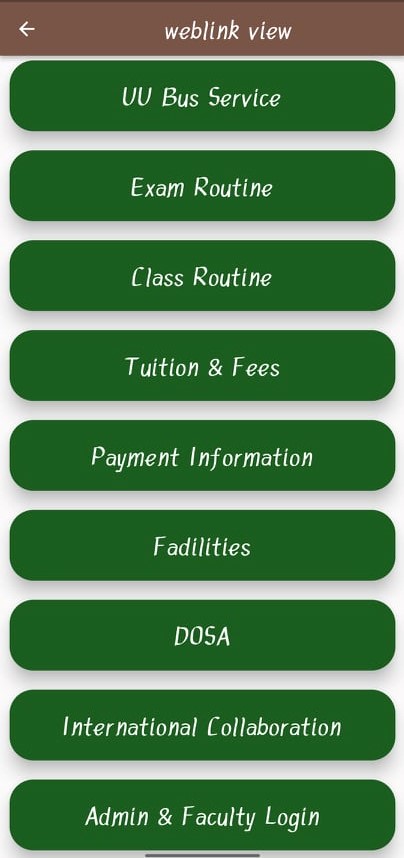 weblink view
UU Bus Service
Exam Routine
Class Routine
Tuition & Fees
Payment Information
Fadilities
DOSA
International Collaboration
Admin & Faculty Login